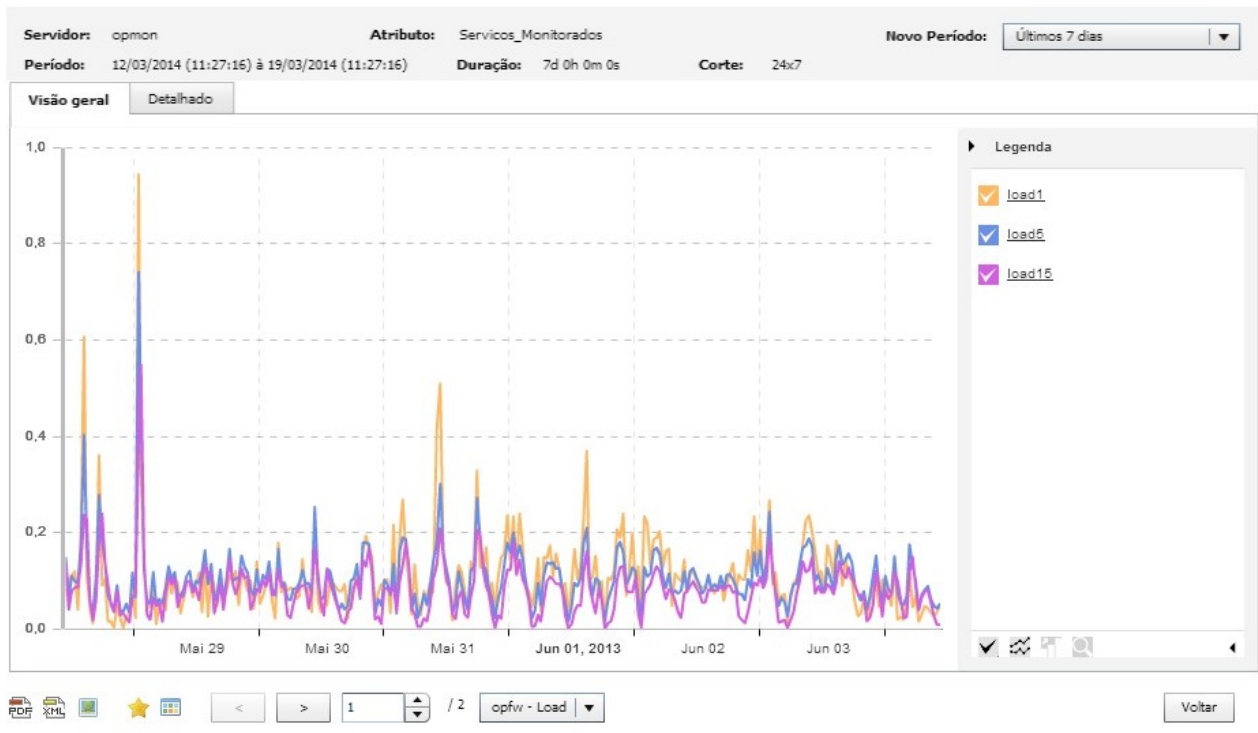 Servidor: opmon Atributo: Servicos_Monitorados Novo Período: Últimos 7 dias
Período: 12/03/2014 (11:27:16) à 19/03/2014 (11:27:16) Duração: 7d 0h 0m 0s Corte: 24x7
Visão geral Detalhado
1,0
0,8
0,6
0,4
0,2
0,0
Mai 29 Mai 30 Mai 31 Jun 01, 2013 Jun 02 Jun 03
Legenda
load1
load5
load15
PDF XML < > 1 / 2 opfw - Load Voltar